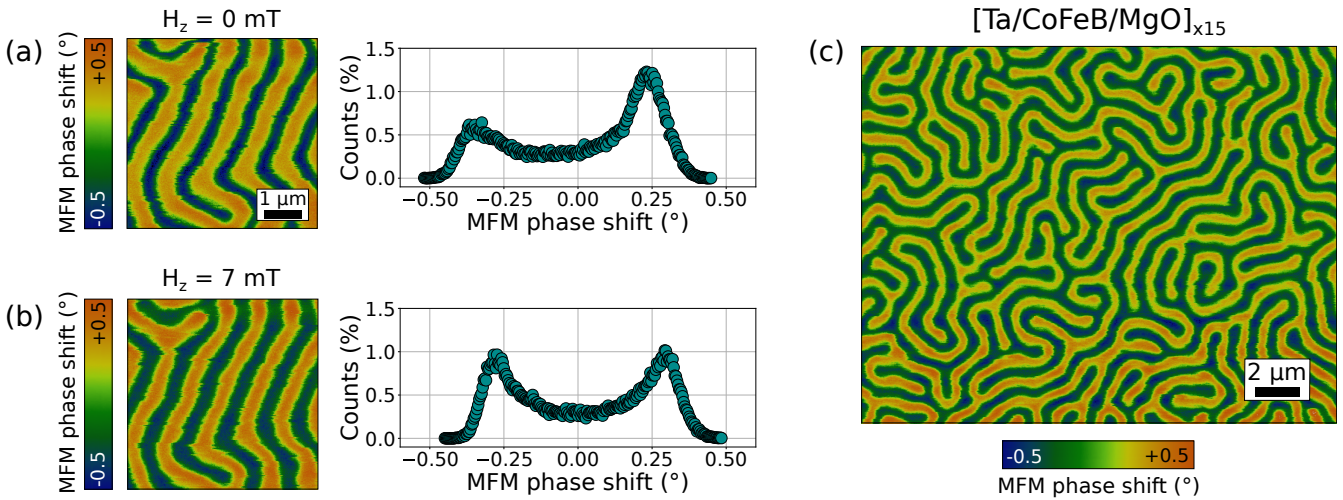 (a)
H_z = 0 mT
MFM phase shift (°)
+0.5
-0.5
1 μm
Counts (%)
1.5
1.0
0.5
0.0
−0.50 −0.25 0.00 0.25 0.50
MFM phase shift (°)
(b)
H_z = 7 mT
MFM phase shift (°)
+0.5
-0.5
Counts (%)
1.5
1.0
0.5
0.0
−0.50 −0.25 0.00 0.25 0.50
MFM phase shift (°)
(c)
[Ta/CoFeB/MgO]_x15
2 μm
-0.5 +0.5
MFM phase shift (°)